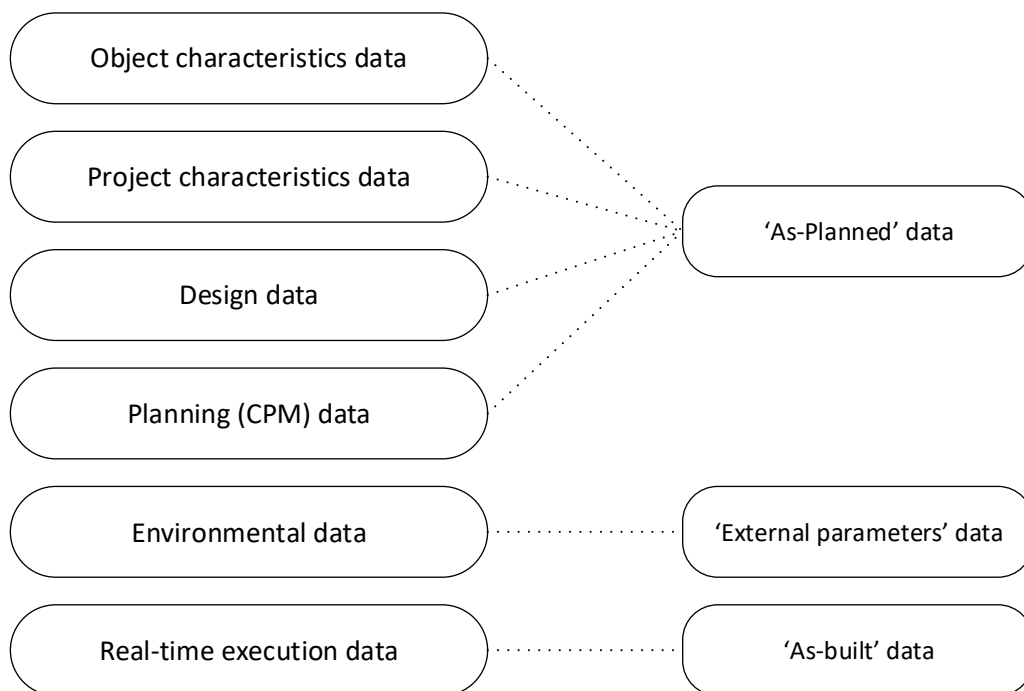 Object characteristics data
Project characteristics data
‘As-Planned’ data
Design data
Planning (CPM) data
Environmental data
‘External parameters’ data
Real-time execution data
‘As-built’ data